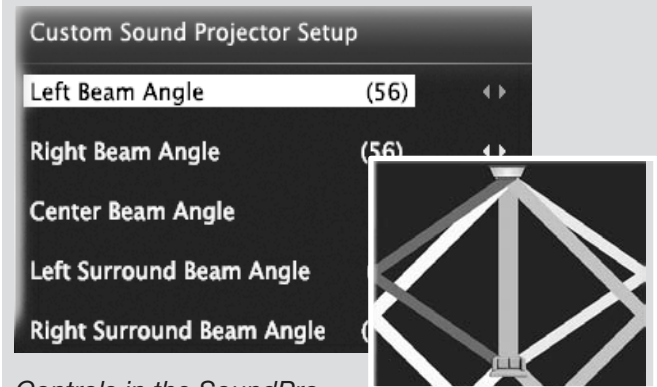 Custom Sound Projector Setup
Left Beam Angle (56)
Right Beam Angle (56)
Center Beam Angle
Left Surround Beam Angle (
Right Surround Beam Angle (
Controls in the SoundPro-